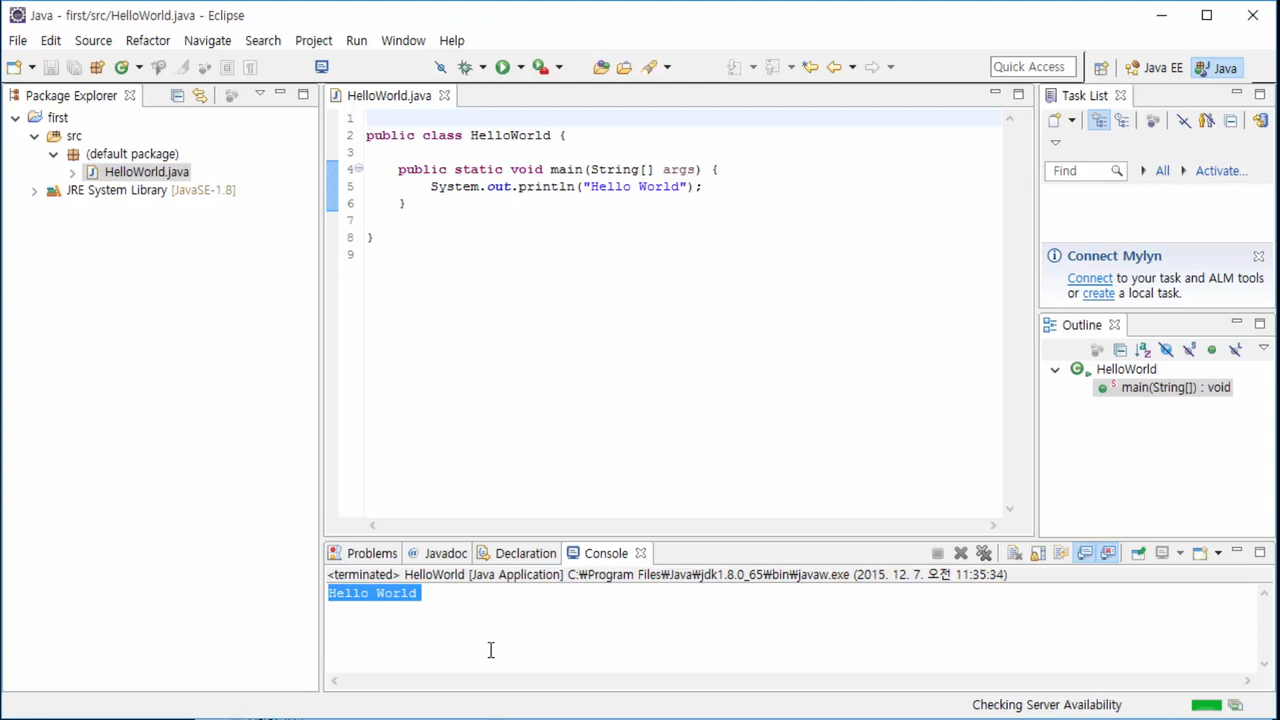 Java - first/src/HelloWorld.java - Eclipse
File Edit Source Refactor Navigate Search Project Run Window Help
Quick Access
Java EE
Java
Package Explorer
first
src
(default package)
HelloWorld.java
JRE System Library [JavaSE-1.8]
HelloWorld.java
1
2 public class HelloWorld {
3
4 public static void main(String[] args) {
5 System.out.println("Hello World");
6 }
7
8 }
9
Task List
Find
All
Activate...
Connect Mylyn
Connect to your task and ALM tools
or create a local task.
Outline
HelloWorld
main(String[]) : void
Problems @ Javadoc Declaration Console
<terminated> HelloWorld [Java Application] C:₩Program Files₩Java₩jdk1.8.0_65₩bin₩javaw.exe (2015. 12. 7. 오전 11:35:34)
Hello World
Checking Server Availability